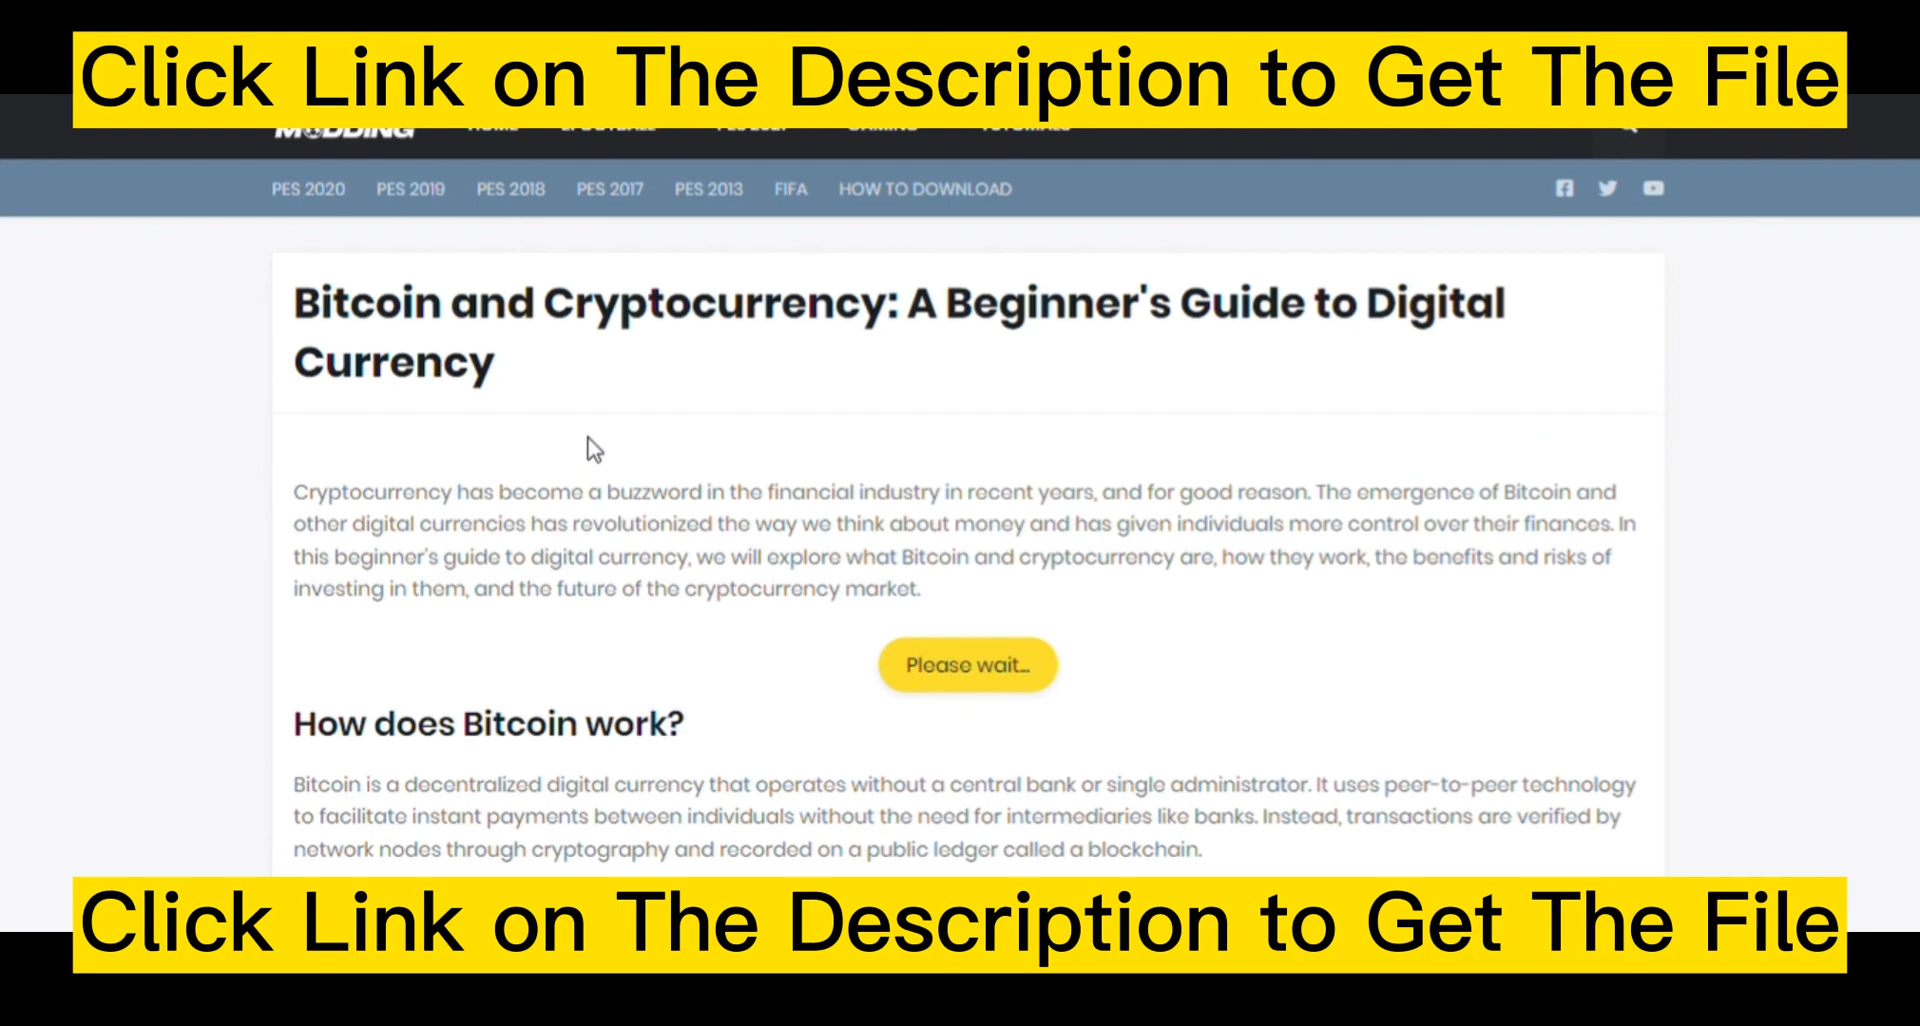 Click Link on The Description to Get The File
MODDING HOME EFOOTBALL PES 2021 GAMING TUTORIALS
PES 2020 PES 2019 PES 2018 PES 2017 PES 2013 FIFA HOW TO DOWNLOAD
Bitcoin and Cryptocurrency: A Beginner's Guide to Digital
Currency
Cryptocurrency has become a buzzword in the financial industry in recent years, and for good reason. The emergence of Bitcoin and
other digital currencies has revolutionized the way we think about money and has given individuals more control over their finances. In
this beginner's guide to digital currency, we will explore what Bitcoin and cryptocurrency are, how they work, the benefits and risks of
investing in them, and the future of the cryptocurrency market.
Please wait...
How does Bitcoin work?
Bitcoin is a decentralized digital currency that operates without a central bank or single administrator. It uses peer-to-peer technology
to facilitate instant payments between individuals without the need for intermediaries like banks. Instead, transactions are verified by
network nodes through cryptography and recorded on a public ledger called a blockchain.
Click Link on The Description to Get The File